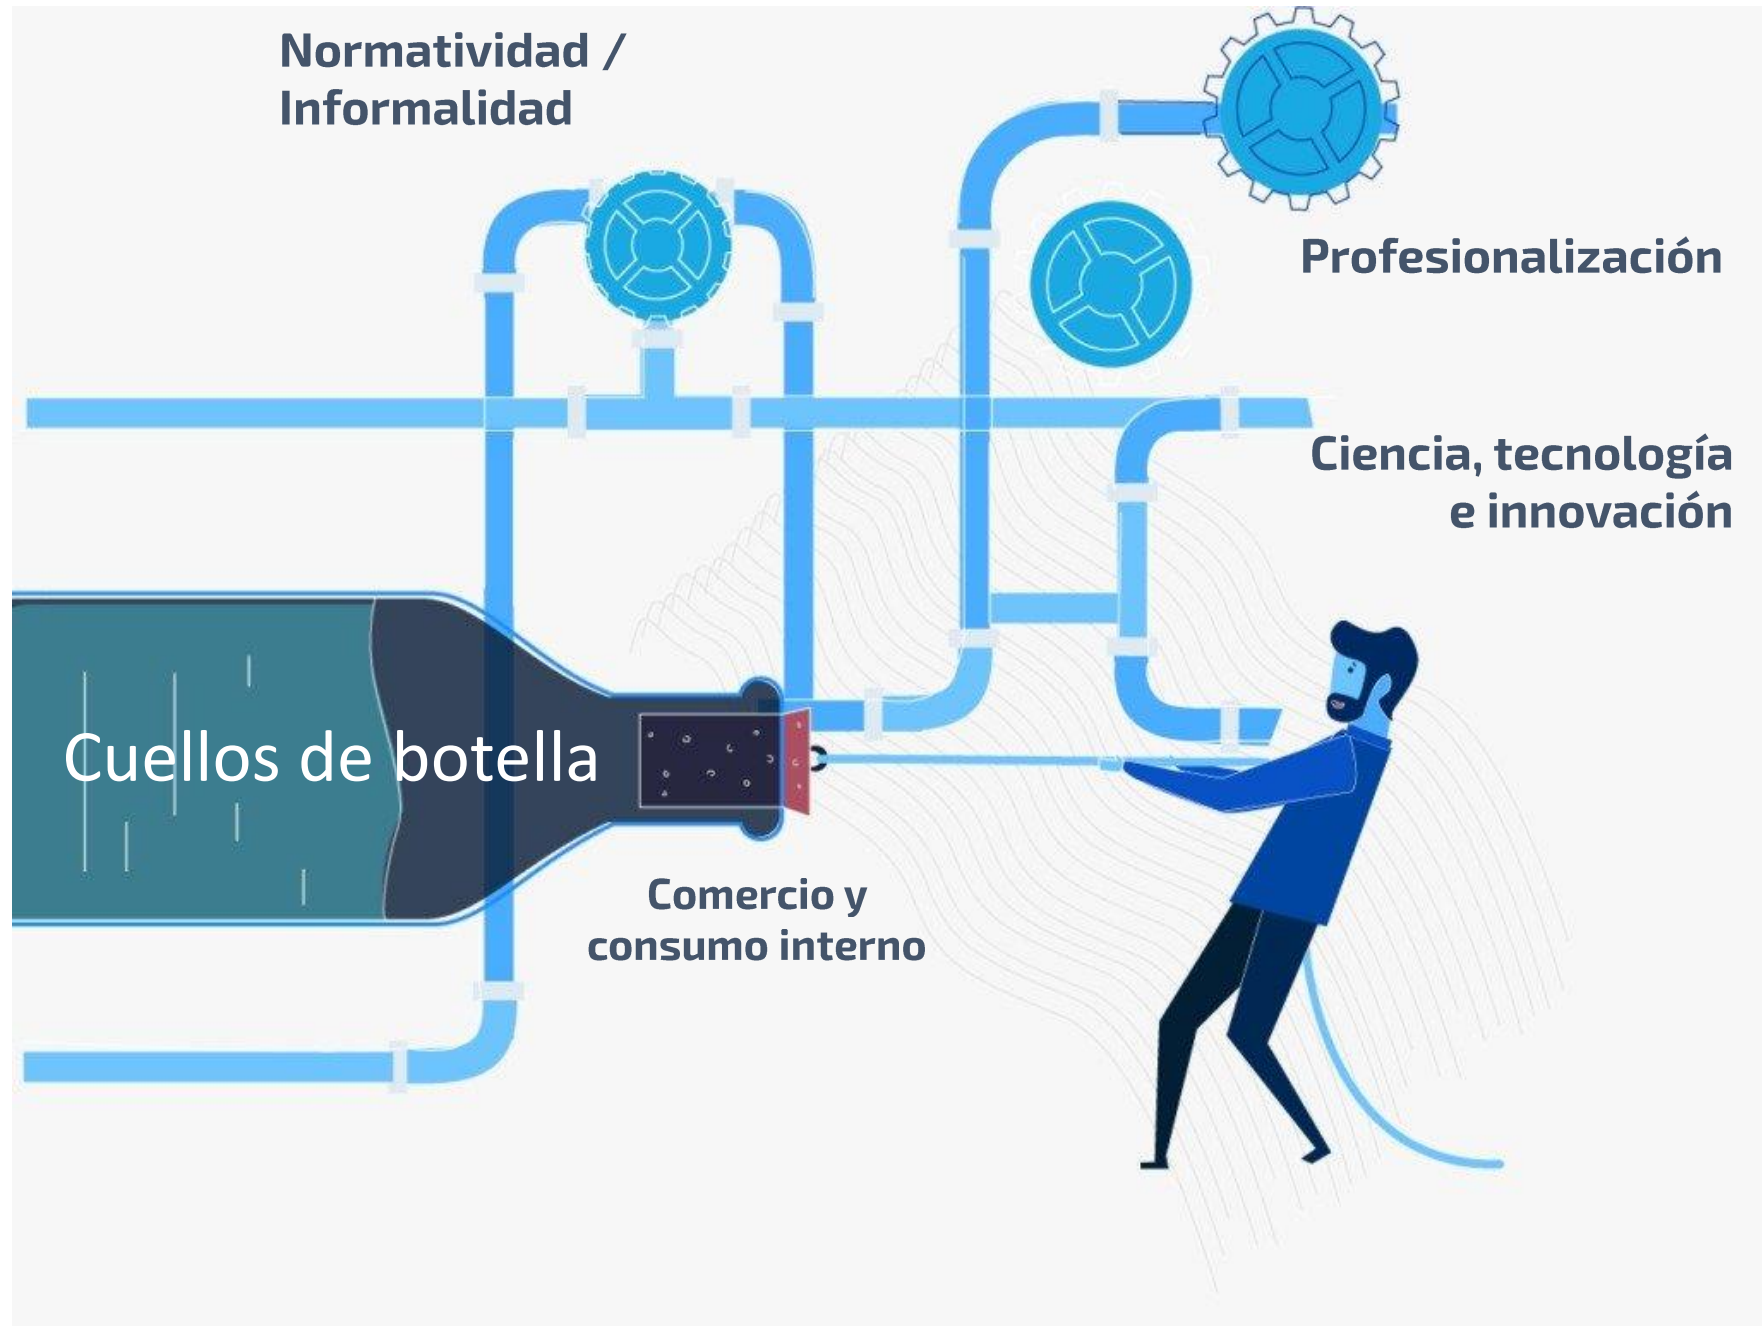 Normatividad /
Informalidad
Profesionalización
Ciencia, tecnología
e innovación
Cuellos de botella
Comercio y
consumo interno